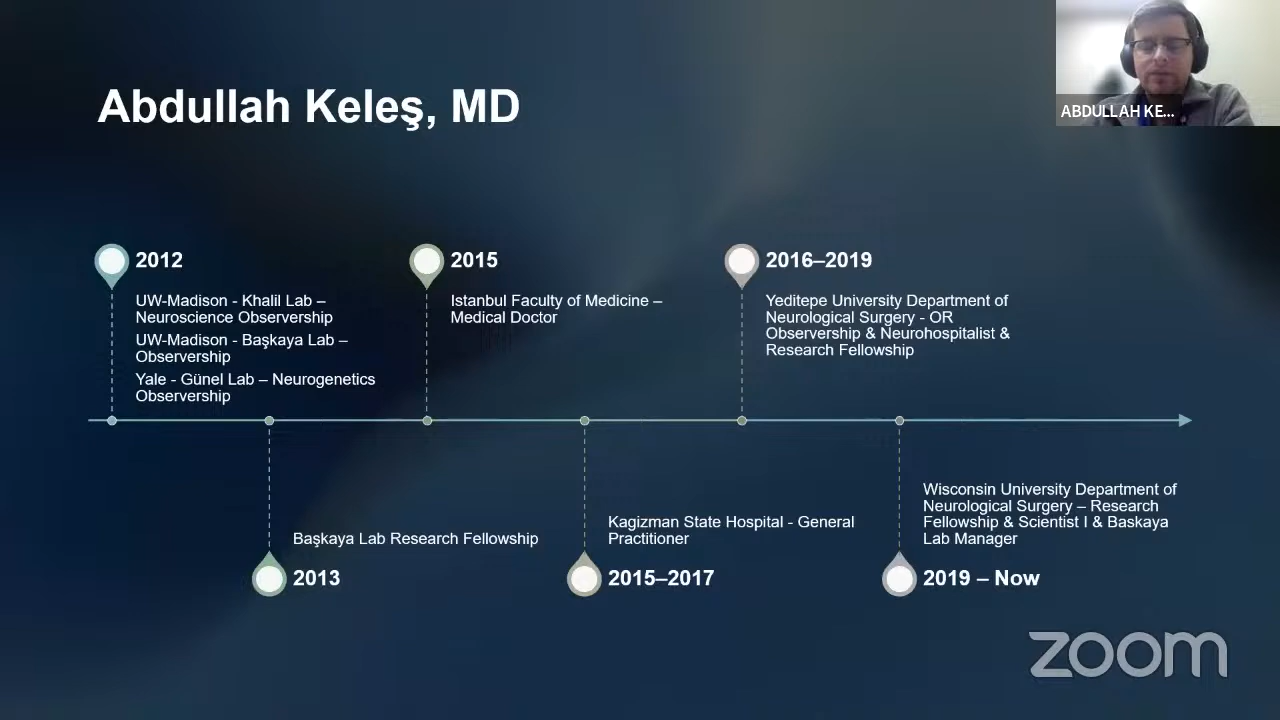 Abdullah Keleş, MD
ABDULLAH KE...
2012
UW-Madison - Khalil Lab –
Neuroscience Observership
UW-Madison - Başkaya Lab –
Observership
Yale - Günel Lab – Neurogenetics
Observership
2015
Istanbul Faculty of Medicine –
Medical Doctor
2016–2019
Yeditepe University Department of
Neurological Surgery - OR
Observership & Neurohospitalist &
Research Fellowship
Başkaya Lab Research Fellowship
2013
Kagizman State Hospital - General
Practitioner
2015–2017
Wisconsin University Department of
Neurological Surgery – Research
Fellowship & Scientist I & Baskaya
Lab Manager
2019 – Now
zoom